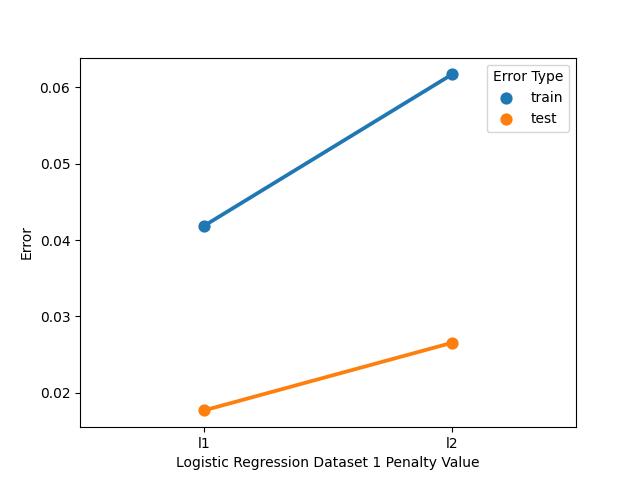 Error Type
train
test
0.06
0.05
0.04
0.03
0.02
Error
l1
l2
Logistic Regression Dataset 1 Penalty Value